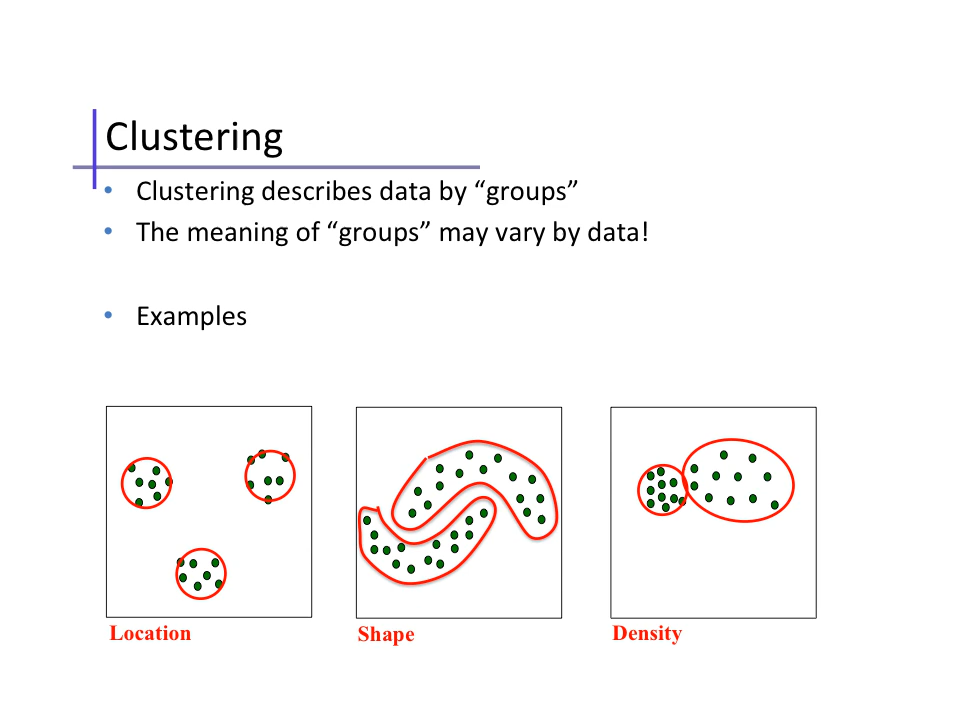 Clustering
• Clustering describes data by “groups”
• The meaning of “groups” may vary by data!
• Examples
Location
Shape
Density